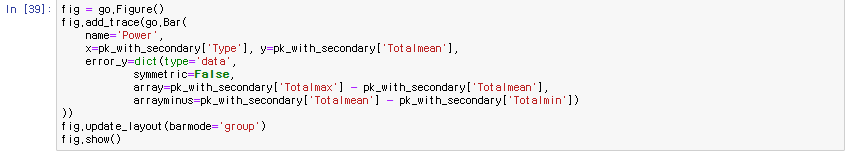 In [39]: fig = go.Figure()
fig.add_trace(go.Bar(
    name='Power',
    x=pk_with_secondary['Type'], y=pk_with_secondary['Totalmean'],
    error_y=dict(type='data',
            symmetric=False,
            array=pk_with_secondary['Totalmax'] - pk_with_secondary['Totalmean'],
            arrayminus=pk_with_secondary['Totalmean'] - pk_with_secondary['Totalmin'])
))
fig.update_layout(barmode='group')
fig.show()